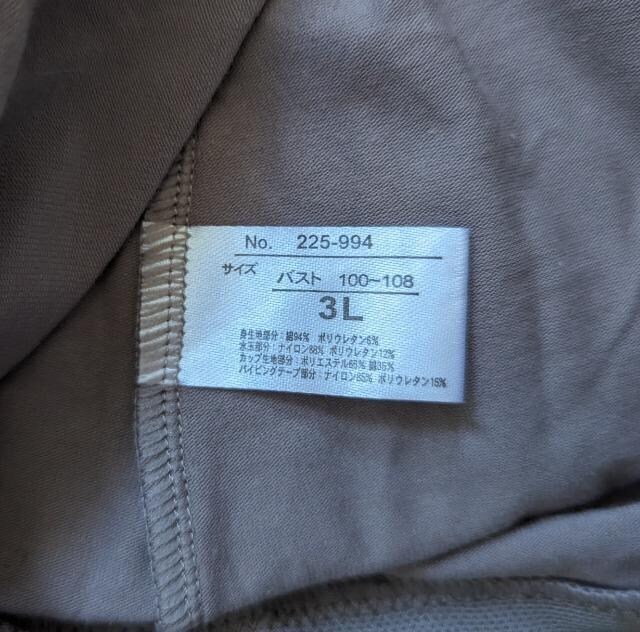 No. 225-994
サイズ バスト 100~108
3L
身生地部分：綿94% ポリウレタン6%
水玉部分：ナイロン88% ポリウレタン12%
カップ生地部分：ポリエステル65% 綿35%
パイピングテープ部分：ナイロン85% ポリウレタン15%